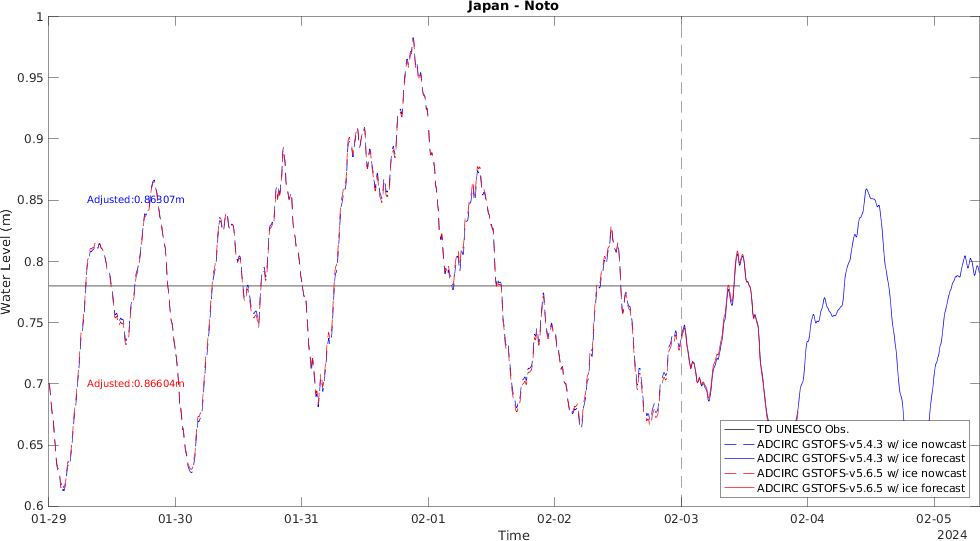 Japan - Noto
1
0.95
0.9
0.85
0.8
0.75
0.7
0.65
0.6
Water Level (m)
Adjusted:0.86307m
Adjusted:0.86604m
TD UNESCO Obs.
ADCIRC GSTOFS-v5.4.3 w/ ice nowcast
ADCIRC GSTOFS-v5.4.3 w/ ice forecast
ADCIRC GSTOFS-v5.6.5 w/ ice nowcast
ADCIRC GSTOFS-v5.6.5 w/ ice forecast
01-29 01-30 01-31 02-01 02-02 02-03 02-04 02-05
Time
2024